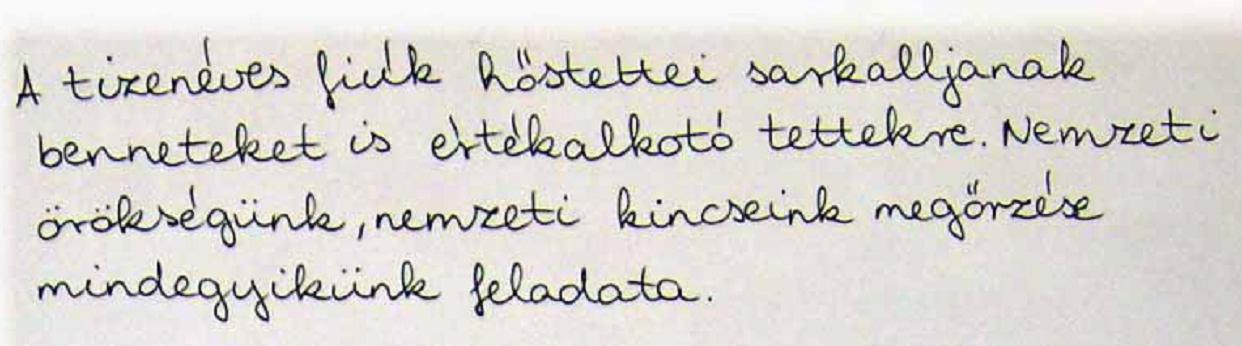 A tizenéves fiúk hőstettei sarkalljanak
benneteket is értékalkotó tettekre. Nemzeti
örökségünk, nemzeti kincseink megőrzése
mindegyikünk feladata.